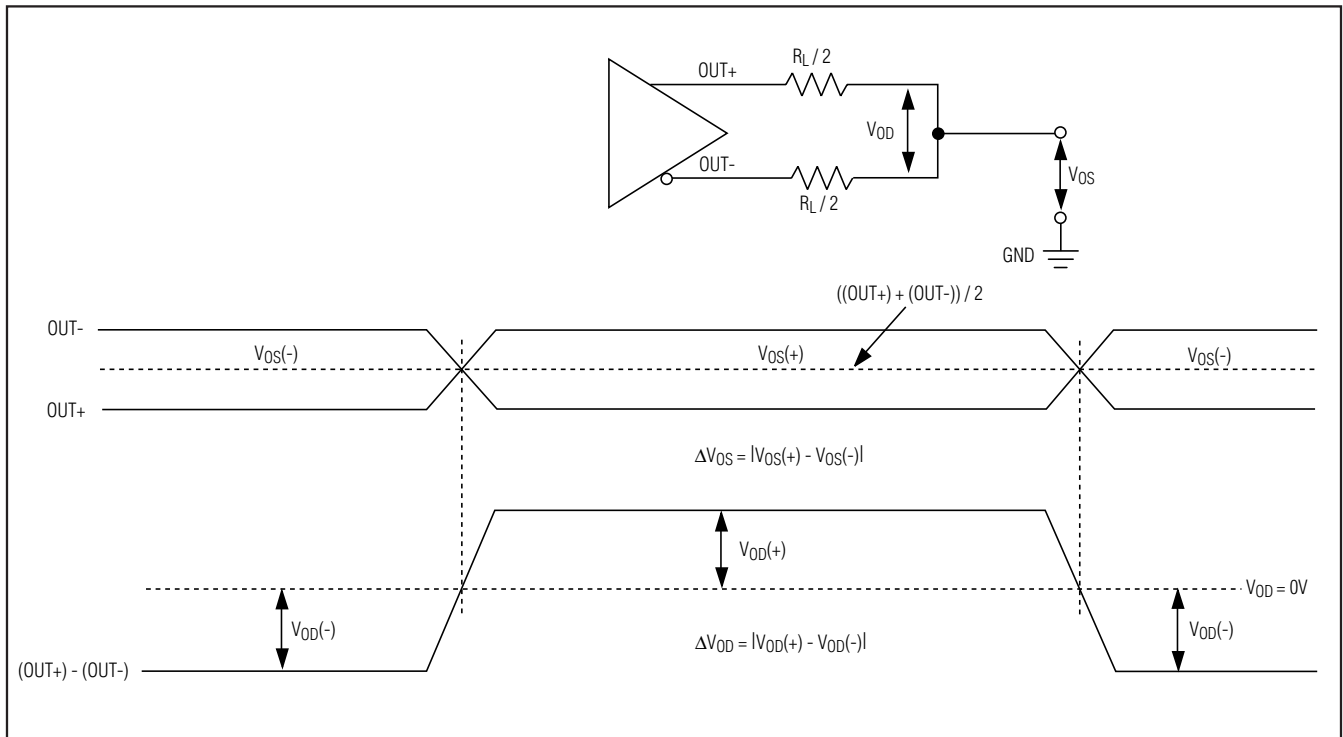 R_L / 2
OUT+
V_OD
OUT-
R_L / 2
V_OS
GND
((OUT+) + (OUT-)) / 2
OUT-
V_OS(-)
V_OS(+)
V_OS(-)
OUT+
ΔV_OS = |V_OS(+) - V_OS(-)|
V_OD(+)
V_OD = 0V
V_OD(-)
V_OD(-)
ΔV_OD = |V_OD(+) - V_OD(-)|
(OUT+) - (OUT-)